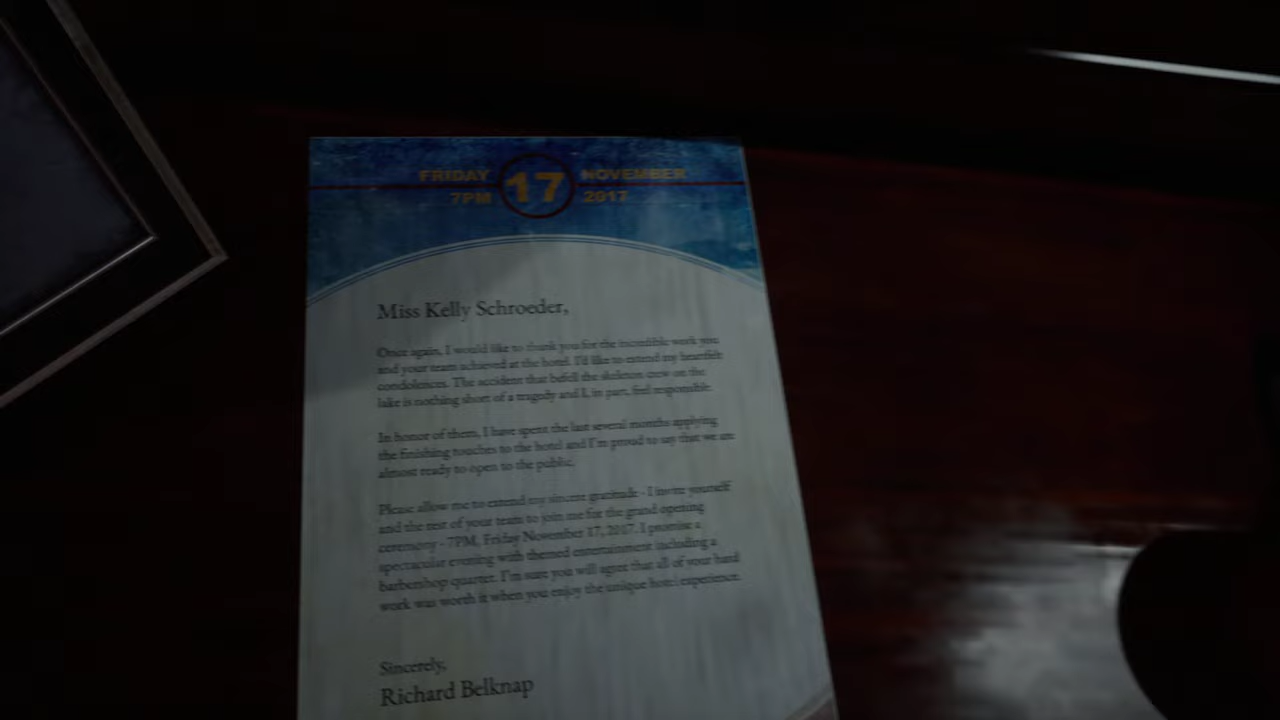 FRIDAY 17 NOVEMBER
7PM 2017
Miss Kelly Schroeder,
Once again, I would like to thank you for the incredible work you
and your team achieved at the hotel. I'd like to extend my heartfelt
condolences. The accident that befell the skeleton crew on the
lake is nothing short of a tragedy and I, in part, feel responsible.
In honor of them, I have spent the last several months applying
the finishing touches to the hotel and I'm proud to say that we are
almost ready to open to the public.
Please allow me to extend my sincere gratitude - I invite yourself
and the rest of your team to join me for the grand opening
ceremony - 7PM, Friday November 17, 2017. I promise a
spectacular evening with themed entertainment including a
barbershop quartet. I'm sure you will agree that all of your hard
work was worth it when you enjoy the unique hotel experience.
Sincerely,
Richard Belknap